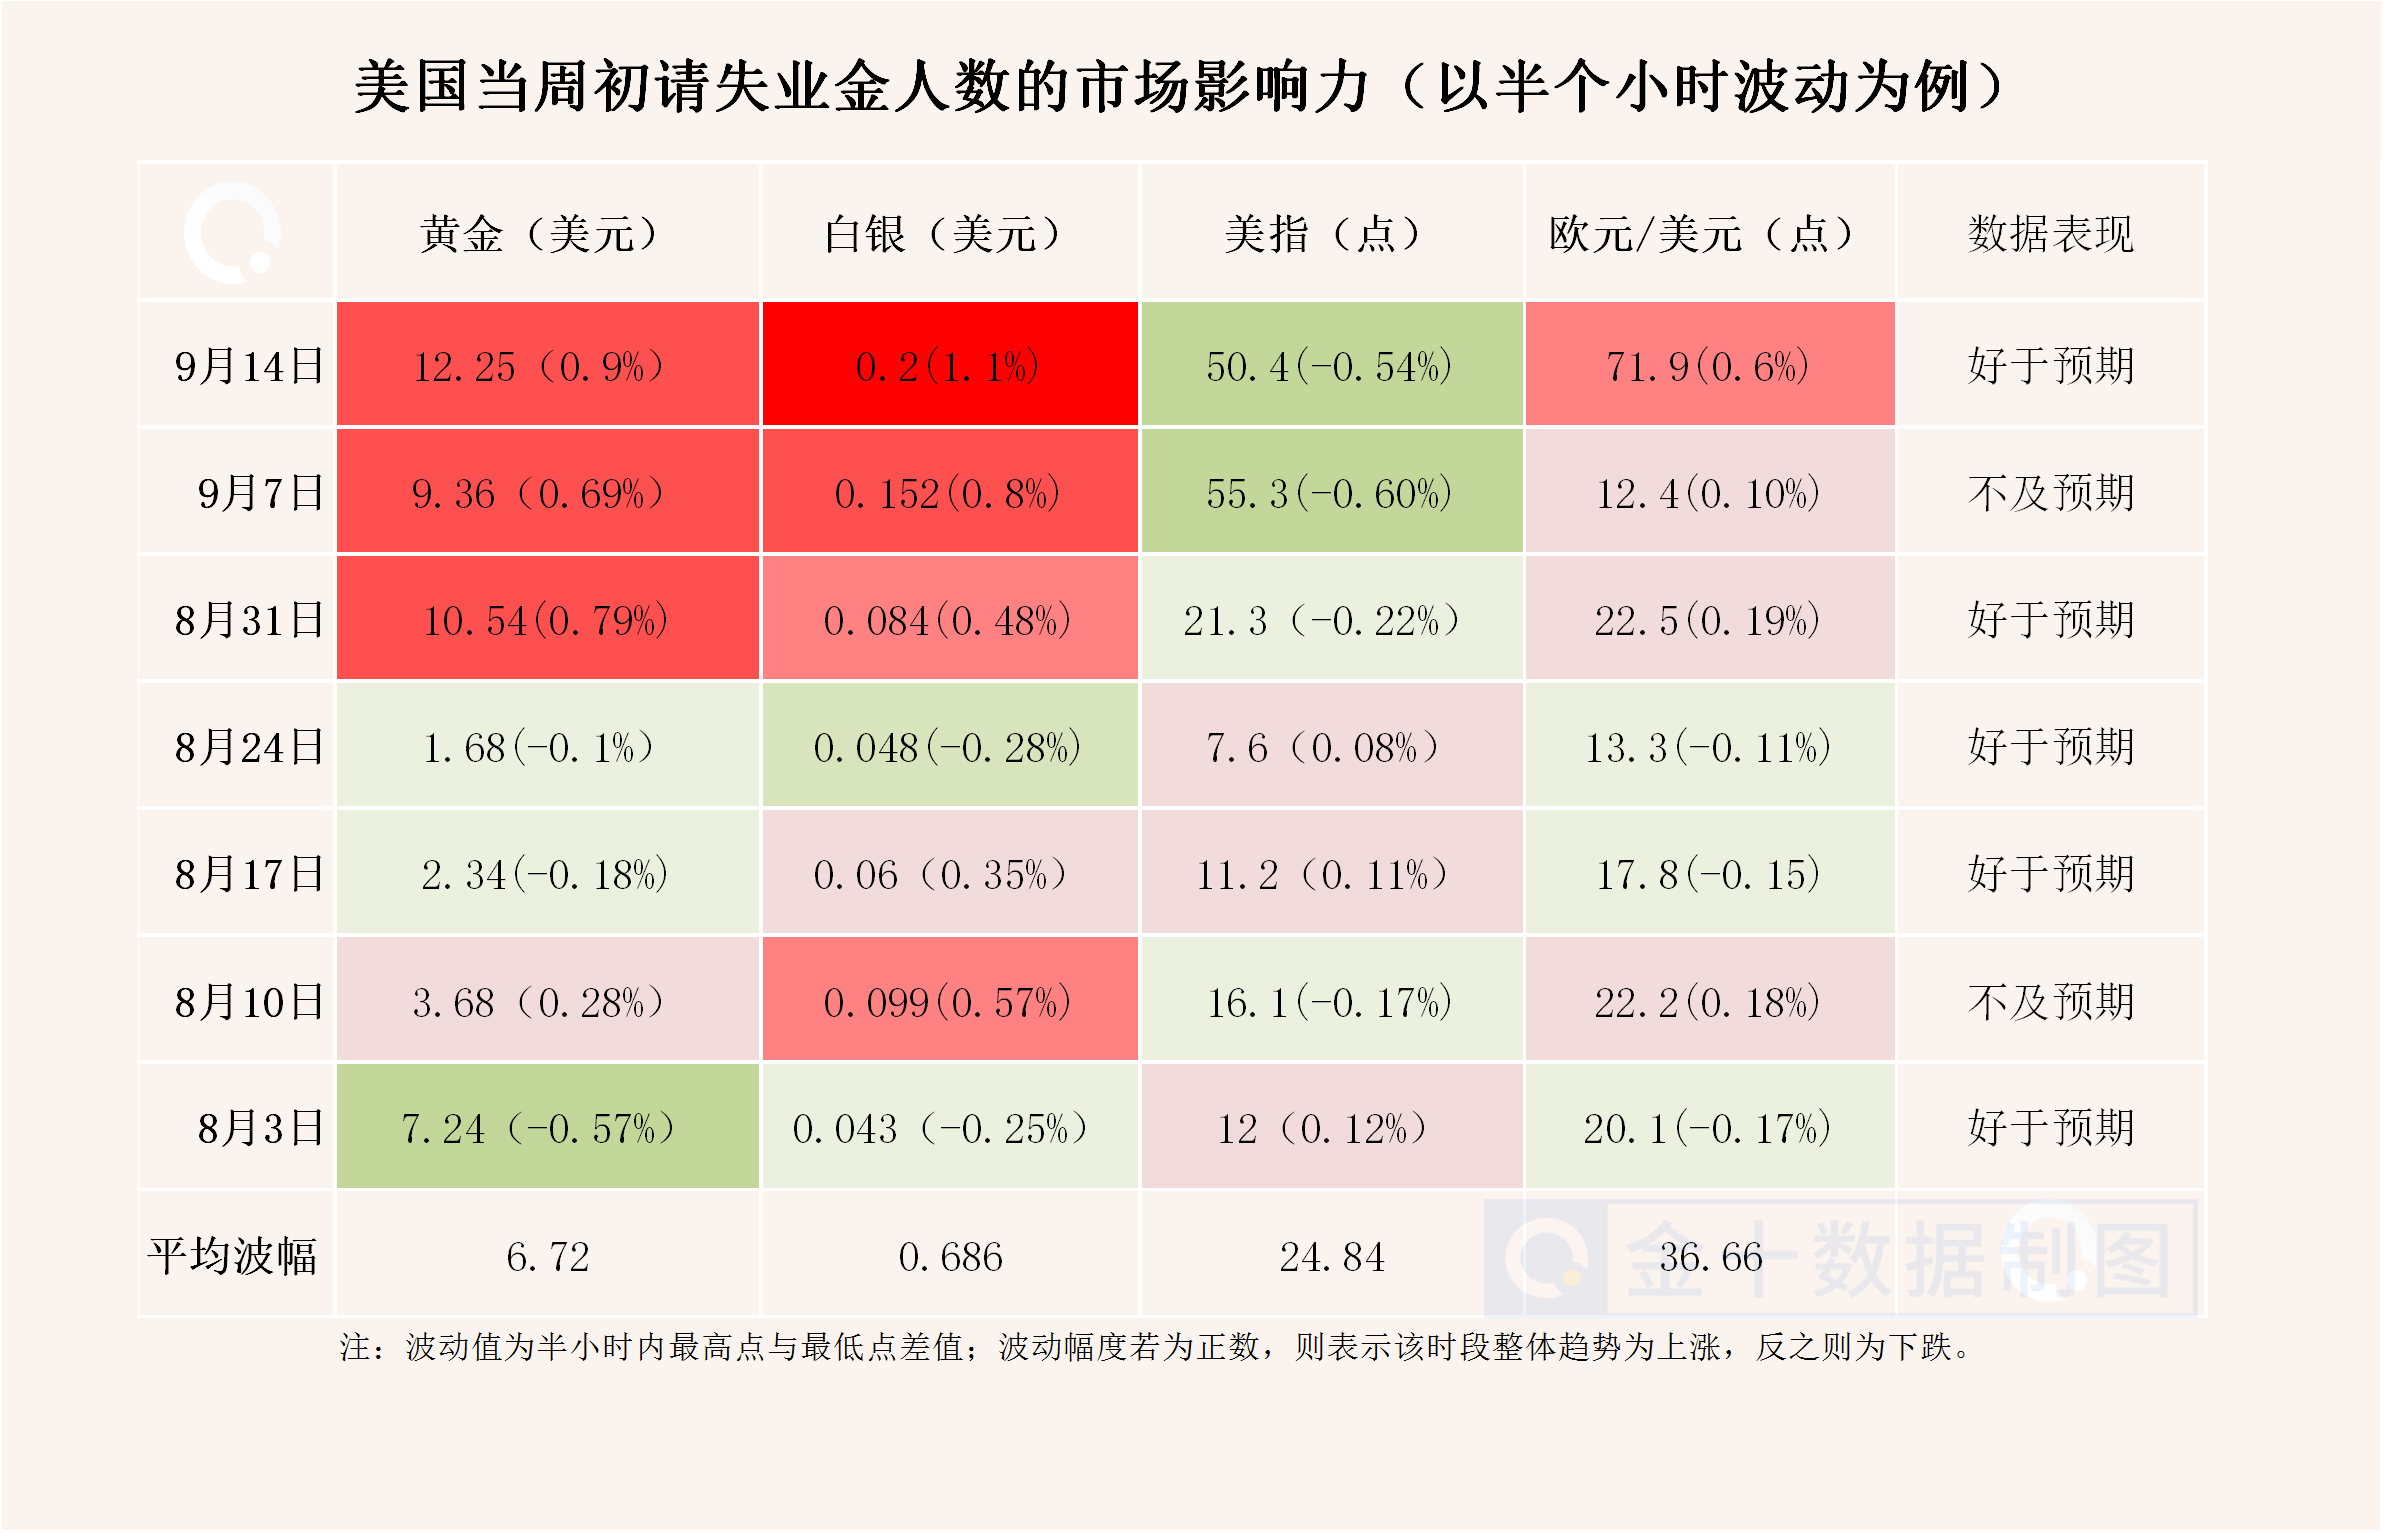 美国当周初请失业金人数的市场影响力（以半个小时波动为例）
黄金（美元） 白银（美元） 美指（点） 欧元/美元（点） 数据表现
9月14日 12.25（0.9%） 0.2(1.1%) 50.4(-0.54%) 71.9(0.6%) 好于预期
9月7日 9.36（0.69%） 0.152(0.8%) 55.3(-0.60%) 12.4(0.10%) 不及预期
8月31日 10.54(0.79%) 0.084(0.48%) 21.3（-0.22%） 22.5(0.19%) 好于预期
8月24日 1.68(-0.1%） 0.048(-0.28%) 7.6（0.08%） 13.3(-0.11%) 好于预期
8月17日 2.34(-0.18%) 0.06（0.35%） 11.2（0.11%） 17.8(-0.15) 好于预期
8月10日 3.68（0.28%） 0.099(0.57%) 16.1(-0.17%) 22.2(0.18%) 不及预期
8月3日 7.24（-0.57%） 0.043（-0.25%） 12（0.12%） 20.1(-0.17%) 好于预期
平均波幅 6.72 0.686 24.84 36.66
金十数据制图
注：波动值为半小时内最高点与最低点差值；波动幅度若为正数，则表示该时段整体趋势为上涨，反之则为下跌。